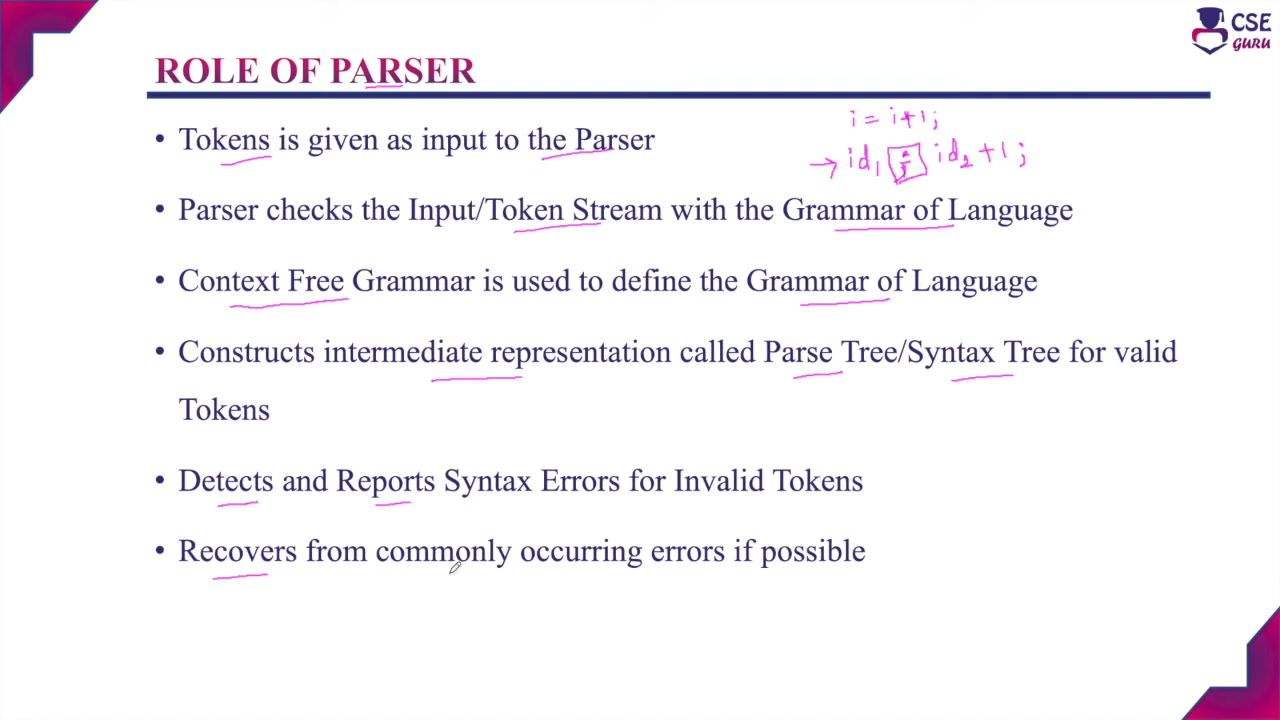 CSE
GURU
ROLE OF PARSER
• Tokens is given as input to the Parser
i = i+1;
→ id1 = id2 +1;
• Parser checks the Input/Token Stream with the Grammar of Language
• Context Free Grammar is used to define the Grammar of Language
• Constructs intermediate representation called Parse Tree/Syntax Tree for valid
Tokens
• Detects and Reports Syntax Errors for Invalid Tokens
• Recovers from commonly occurring errors if possible